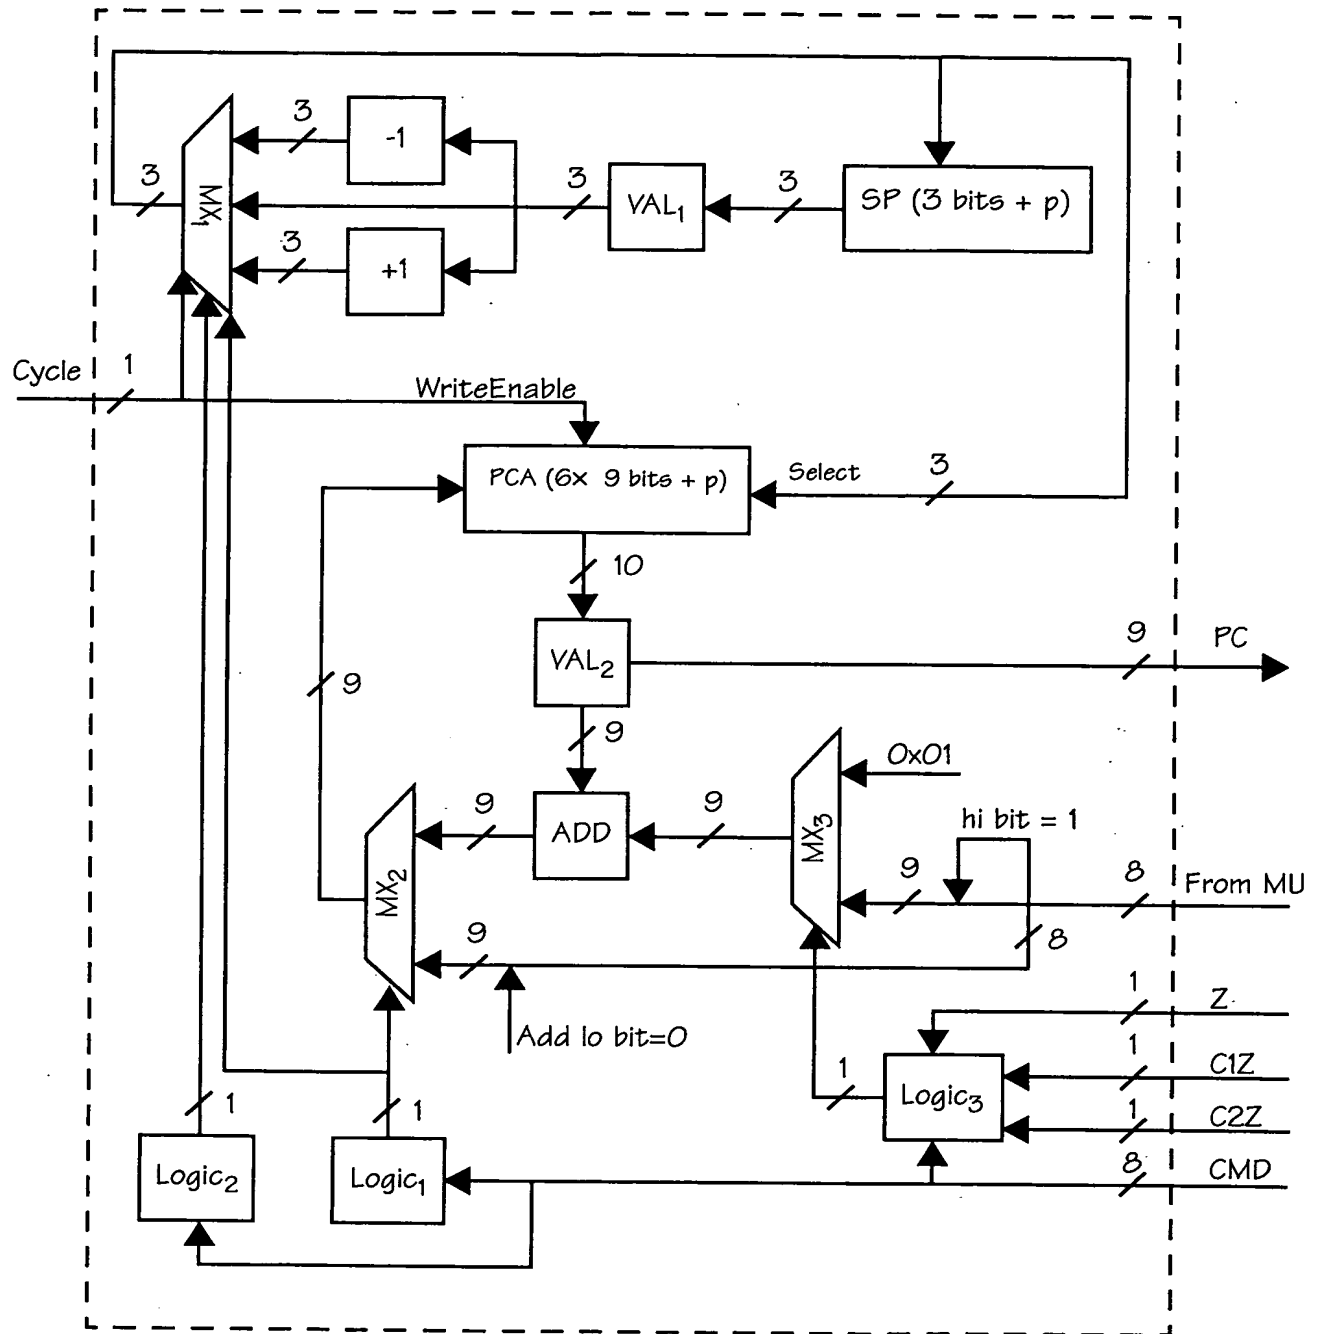 3
-1
3
MX1
3
VAL1
3
SP (3 bits + p)
3
+1
Cycle
1
WriteEnable
PCA (6x 9 bits + p)
Select
3
10
VAL2
9
PC
9
9
MX3
0x01
9
ADD
9
hi bit = 1
MX2
9
8
From MU
9
8
Add lo bit=0
1
Z
1
C1Z
1
Logic3
1
C2Z
1
1
Logic2
Logic1
8
CMD